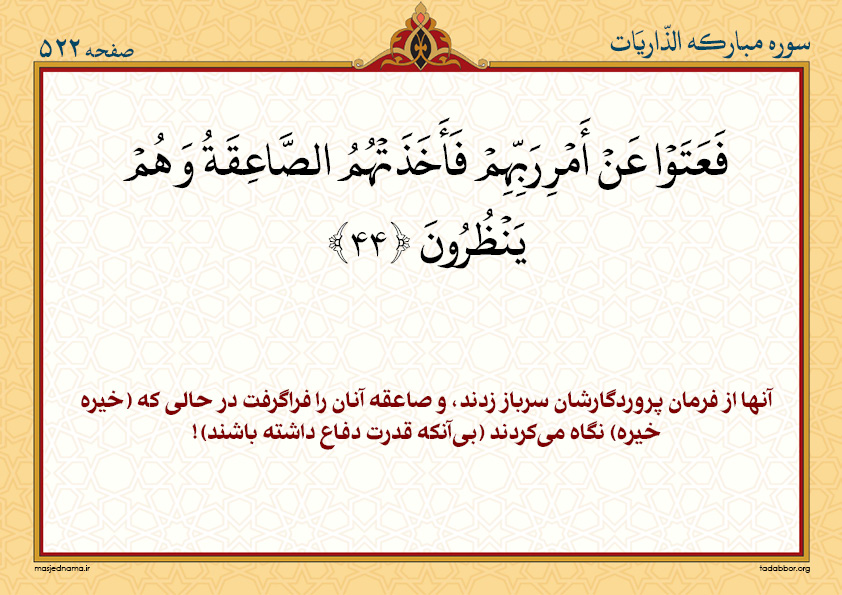 سوره مبارکه الذّاریَات
صفحه ۵۲۲
فَعَتَوْا عَنْ أَمْرِ رَبِّهِمْ فَأَخَذَتْهُمُ الصَّاعِقَةُ وَهُمْ
يَنْظُرُونَ ﴿۴۴﴾
آنها از فرمان پروردگارشان سرباز زدند، و صاعقه آنان را فراگرفت در حالی که (خیره
خیره) نگاه می‌کردند (بی‌آنکه قدرت دفاع داشته باشند)!
masjednama.ir
tadabbor.org